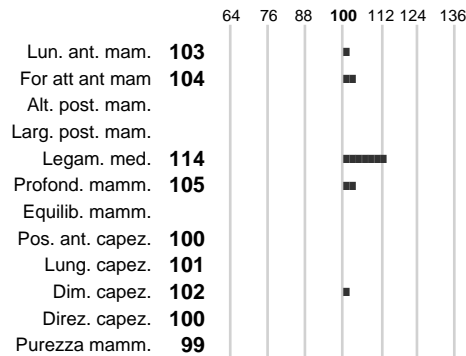 64 76 88 100 112 124 136
Lun. ant. mam. 103
For att ant mam 104
Alt. post. mam.
Larg. post. mam.
Legam. med. 114
Profond. mamm. 105
Equilib. mamm.
Pos. ant. capez. 100
Lung. capez. 101
Dim. capez. 102
Direz. capez. 100
Purezza mamm. 99